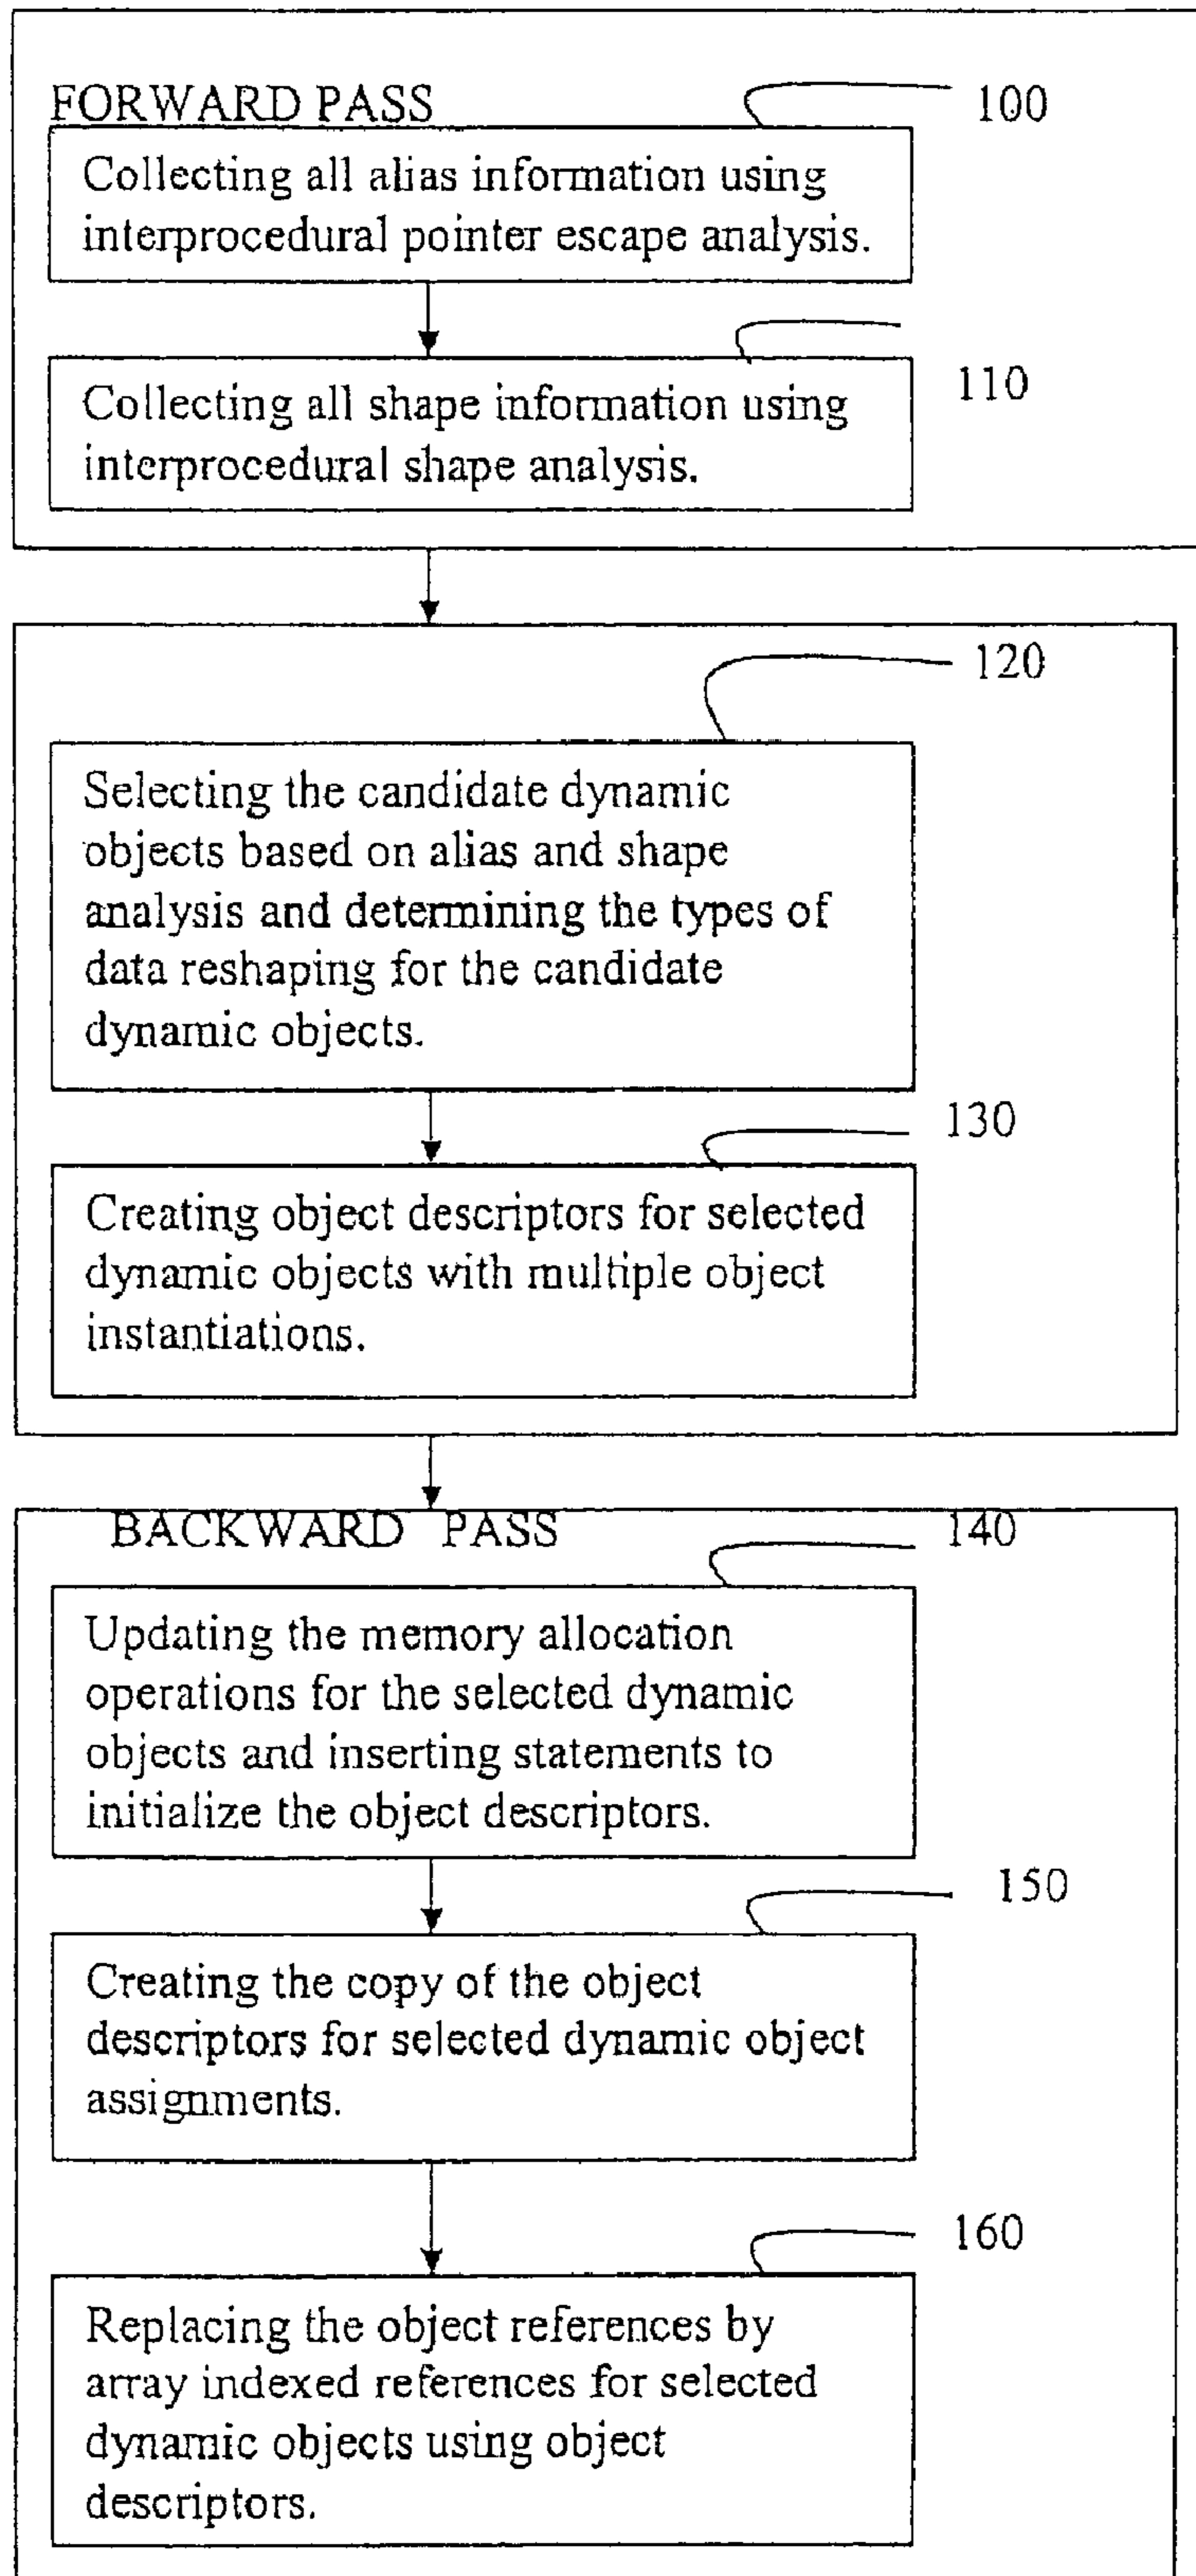 FORWARD PASS
100
Collecting all alias information using
interprocedural pointer escape analysis.
110
Collecting all shape information using
interprocedural shape analysis.
120
Selecting the candidate dynamic
objects based on alias and shape
analysis and determining the types of
data reshaping for the candidate
dynamic objects.
130
Creating object descriptors for selected
dynamic objects with multiple object
instantiations.
BACKWARD PASS
140
Updating the memory allocation
operations for the selected dynamic
objects and inserting statements to
initialize the object descriptors.
150
Creating the copy of the object
descriptors for selected dynamic object
assignments.
160
Replacing the object references by
array indexed references for selected
dynamic objects using object
descriptors.